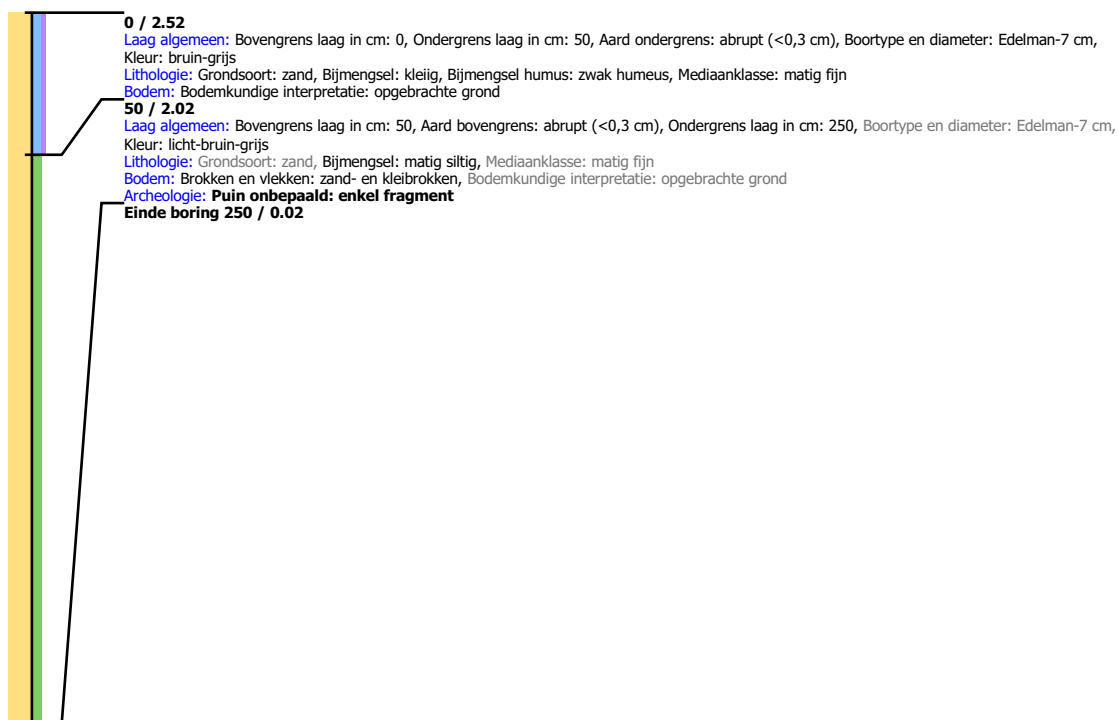 0 / 2.52
Laag algemeen: Bovengrens laag in cm: 0, Ondergrens laag in cm: 50, Aard ondergrens: abrupt (<0,3 cm), Boortype en diameter: Edelman-7 cm,
Kleur: bruin-grijs
Lithologie: Grondsoort: zand, Bijmengsel: kleiig, Bijmengsel humus: zwak humeus, Mediaanklasse: matig fijn
Bodem: Bodemkundige interpretatie: opgebrachte grond
50 / 2.02
Laag algemeen: Bovengrens laag in cm: 50, Aard bovengrens: abrupt (<0,3 cm), Ondergrens laag in cm: 250, Boortype en diameter: Edelman-7 cm,
Kleur: licht-bruin-grijs
Lithologie: Grondsoort: zand, Bijmengsel: matig siltig, Mediaanklasse: matig fijn
Bodem: Brokken en vlekken: zand- en kleibrokken, Bodemkundige interpretatie: opgebrachte grond
Archeologie: Puin onbepaald: enkel fragment
Einde boring 250 / 0.02